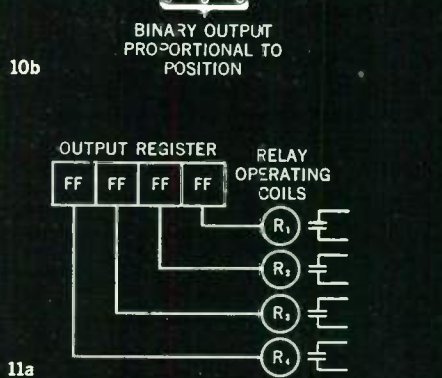 BINARY OUTPUT
PROPORTIONAL TO
POSITION
10b
OUTPUT REGISTER
RELAY
OPERATING
COILS
FF FF FF FF
R₁
R₂
R₃
R₄
11a